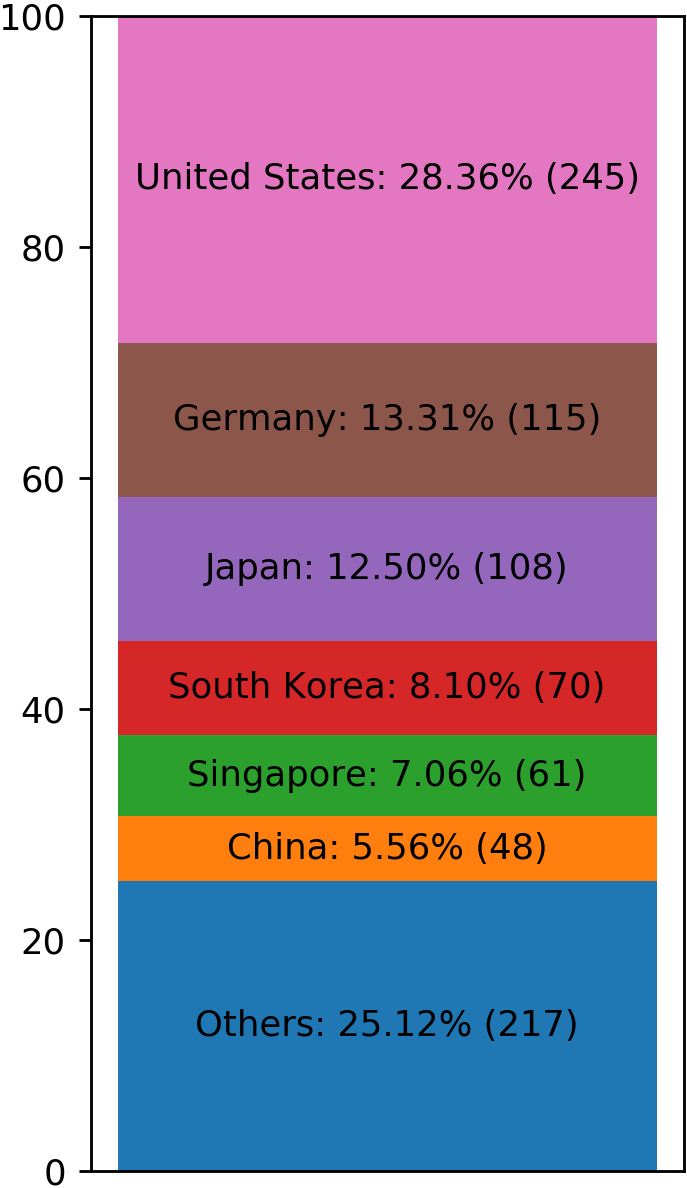 100
United States: 28.36% (245)
80
Germany: 13.31% (115)
60
Japan: 12.50% (108)
South Korea: 8.10% (70)
40
Singapore: 7.06% (61)
China: 5.56% (48)
20
Others: 25.12% (217)
0